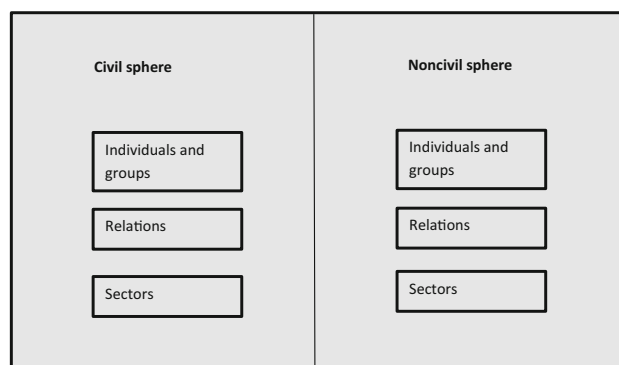 Civil sphere
Individuals and
groups
Relations
Sectors
Noncivil sphere
Individuals and
groups
Relations
Sectors